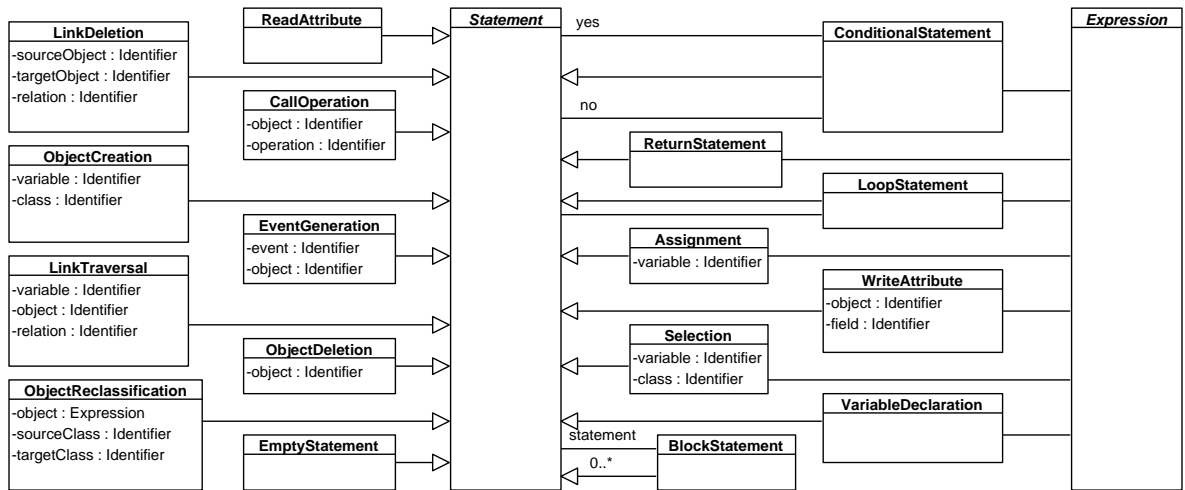 LinkDeletion
-sourceObject : Identifier
-targetObject : Identifier
-relation : Identifier
ObjectCreation
-variable : Identifier
-class : Identifier
LinkTraversal
-variable : Identifier
-object : Identifier
-relation : Identifier
ObjectReclassification
-object : Expression
-sourceClass : Identifier
-targetClass : Identifier
ReadAttribute
CallOperation
-object : Identifier
-operation : Identifier
EventGeneration
-event : Identifier
-object : Identifier
ObjectDeletion
-object : Identifier
EmptyStatement
Statement
yes
no
statement
0..*
ReturnStatement
Assignment
-variable : Identifier
Selection
-variable : Identifier
-class : Identifier
BlockStatement
ConditionalStatement
LoopStatement
WriteAttribute
-object : Identifier
-field : Identifier
VariableDeclaration
Expression